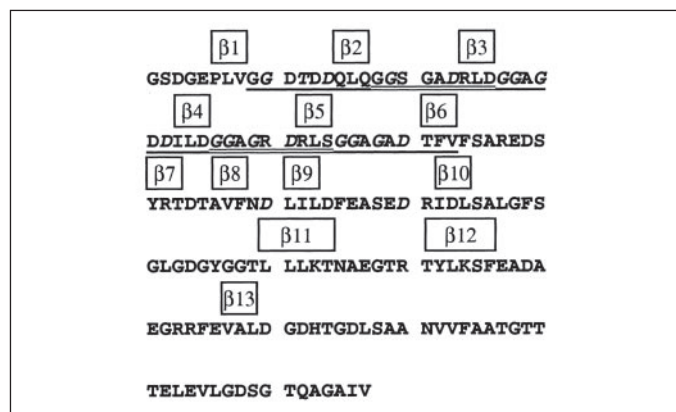 β1 β2 β3
GSDGEPLVGG DTDDQLQGGS GADRLDGGAG
β4 β5 β6
DDILDGGAGR DRLSGGAGAD TFVFSAREDS
β7 β8 β9 β10
YRTDTAVFND LILDFEASED RIDLSALGFS
β11 β12
GLGDGYGGTL LLKTNAEGTR TYLKSFEADA
β13
EGRRFEVALD GDHTGDLSAA NVVFAATGTT
TELEVLGDSG TQAGAIV